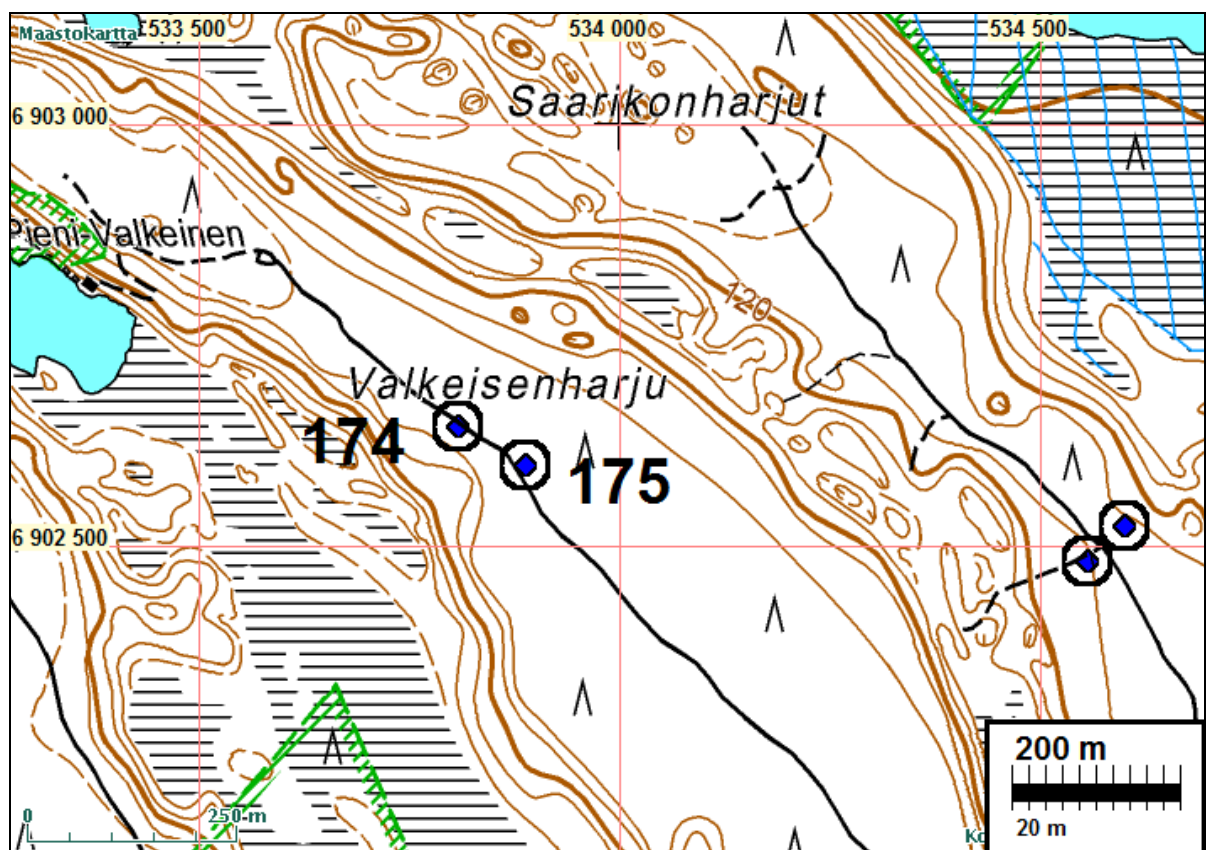 Maastokartta
533 500
534 000
534 500
Saarikonharjut
6 903 000
Pieni-Valkeinen
120
Valkeisenharju
174
175
6 902 500
200 m
20 m
0
250 m
Ko